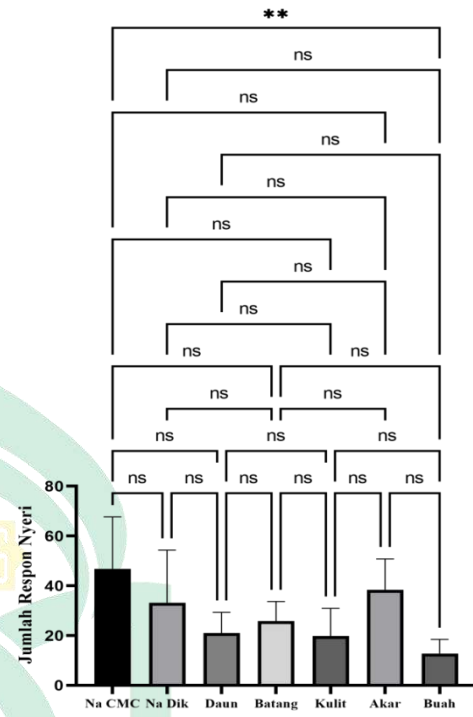 **
ns
ns
ns
ns
ns
ns
ns
ns ns
ns ns
ns ns ns
ns ns ns ns ns ns
80
60
40
20
0
Jumlah Respon Nyeri
Na CMC Na Dik Daun Batang Kulit Akar Buah